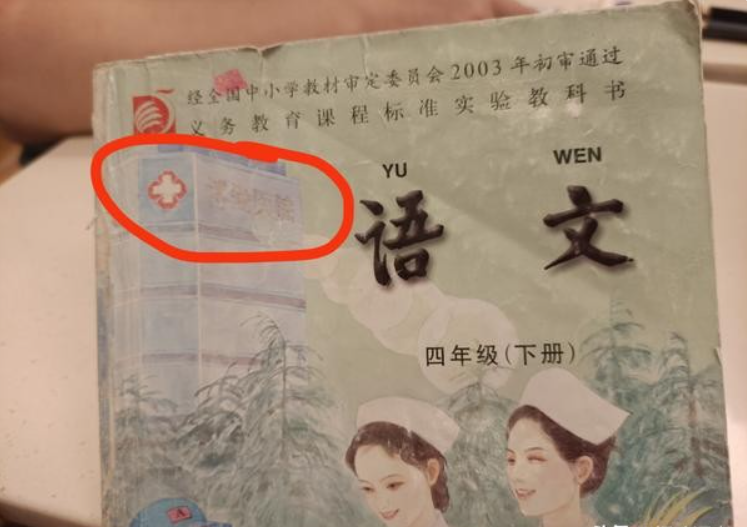 经全国中小学教材审定委员会2003年初审通过
义务教育课程标准实验教科书
YU WEN
语文
四年级(下册)